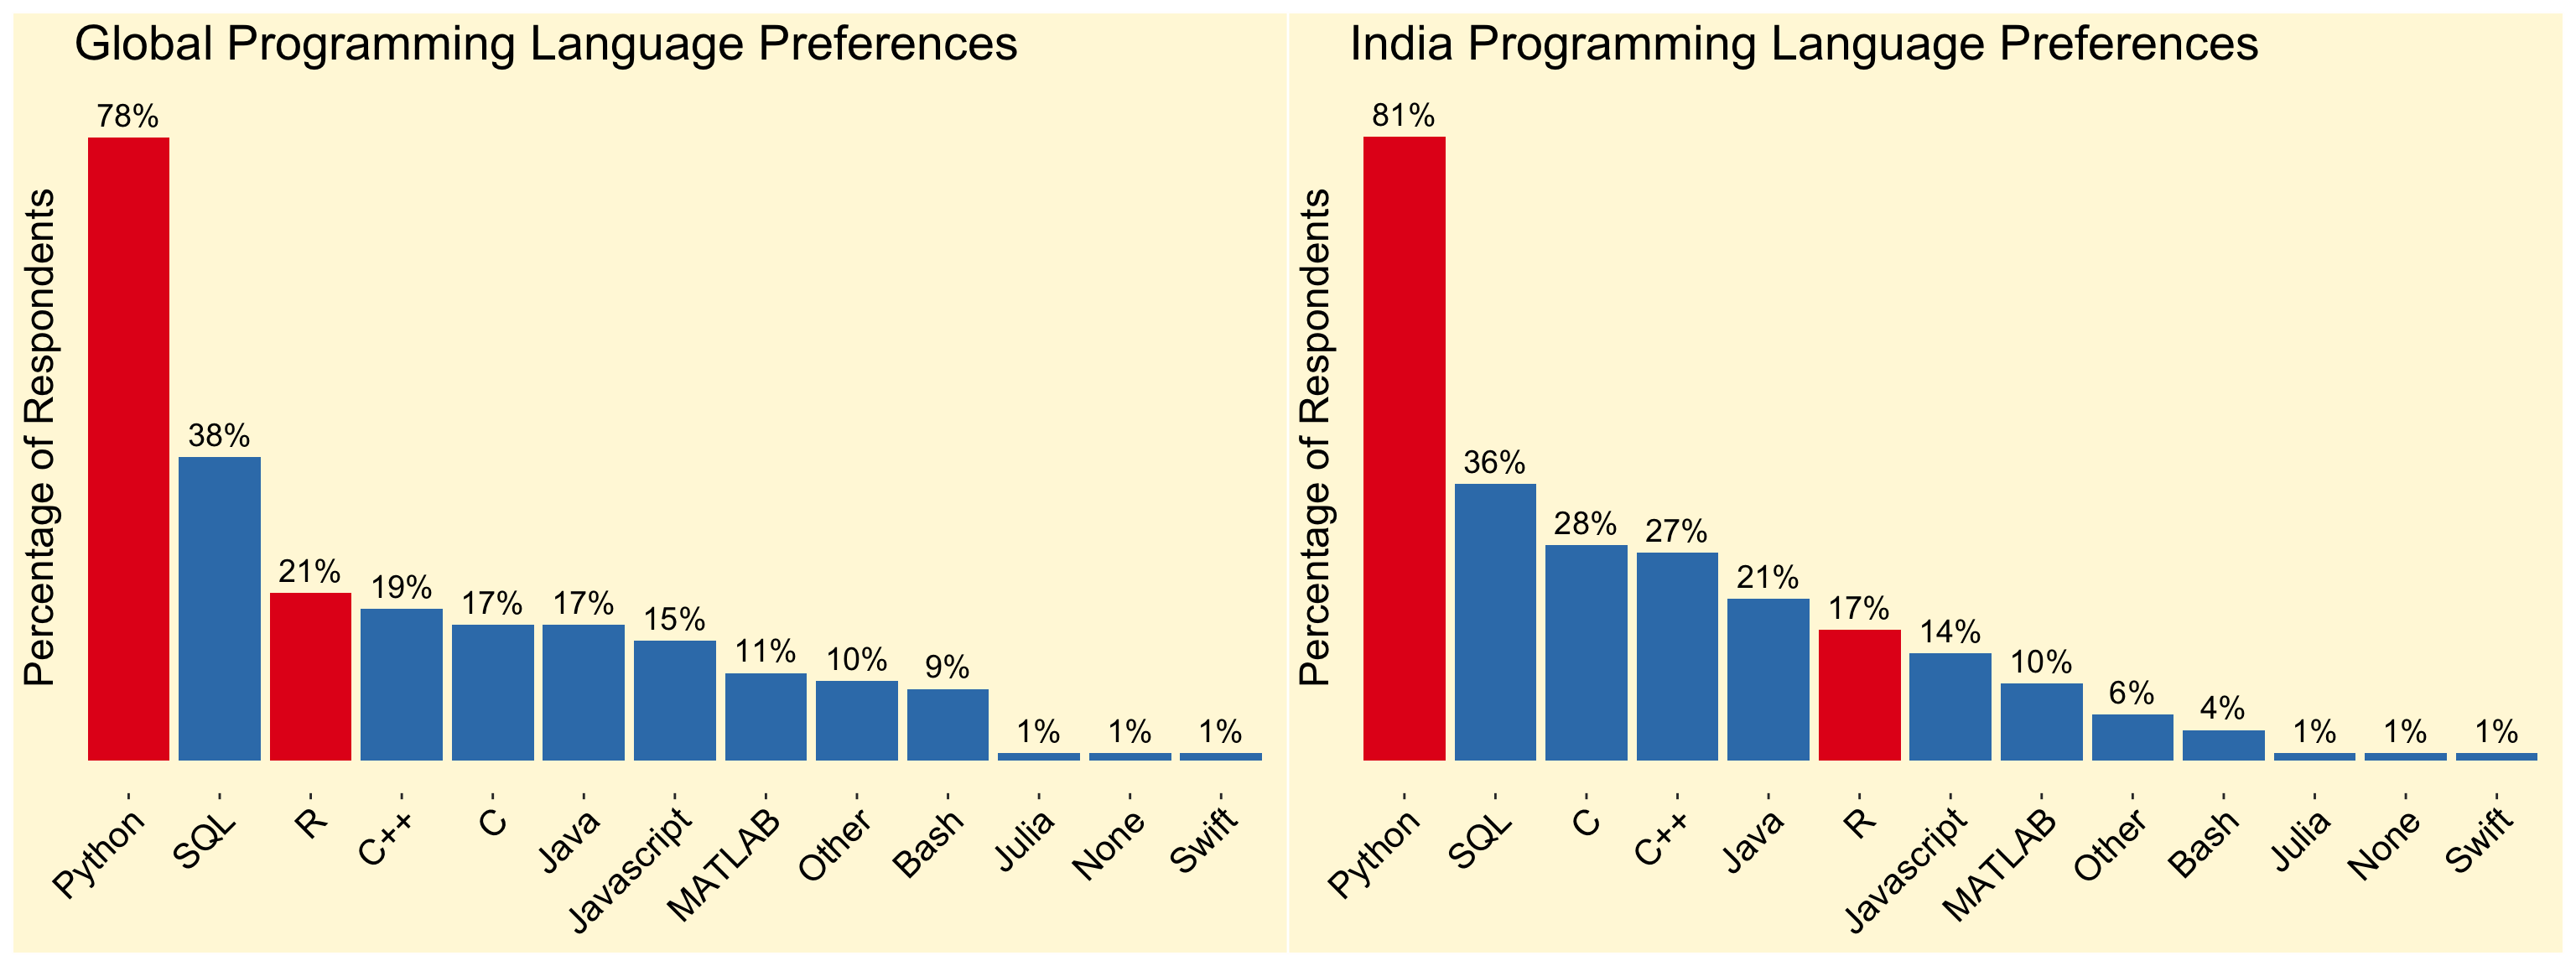 Global Programming Language Preferences
Percentage of Respondents
78%
38%
21%
19%
17%
17%
15%
11%
10%
9%
1%
1%
1%
Python
SQL
R
C++
C
Java
Javascript
MATLAB
Other
Bash
Julia
None
Swift
India Programming Language Preferences
Percentage of Respondents
81%
36%
28%
27%
21%
17%
14%
10%
6%
4%
1%
1%
1%
Python
SQL
C
C++
Java
R
Javascript
MATLAB
Other
Bash
Julia
None
Swift